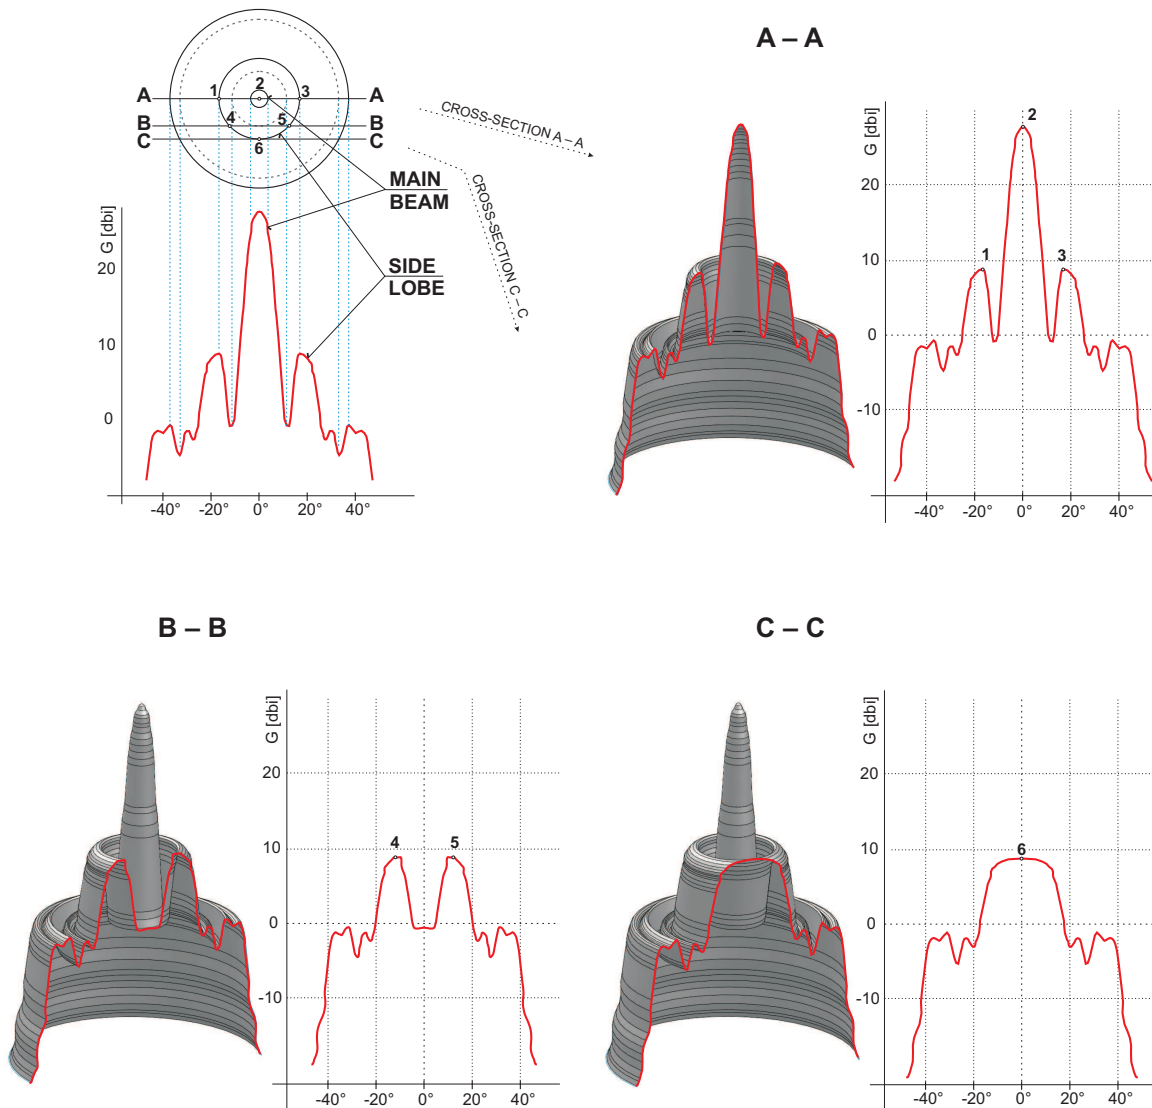 A – A
1
2
3
A
A
4
5
B
B
C
C
6
CROSS-SECTION A – A
CROSS-SECTION C – C
MAIN
BEAM
SIDE
LOBE
G [dbi]
20
10
0
-40°
-20°
0°
20°
40°
G [dbi]
2
20
1
3
10
0
-10
-40°
-20°
0°
20°
40°
B – B
G [dbi]
20
10
4
5
0
-10
-40°
-20°
0°
20°
40°
C – C
G [dbi]
20
10
6
0
-10
-40°
-20°
0°
20°
40°